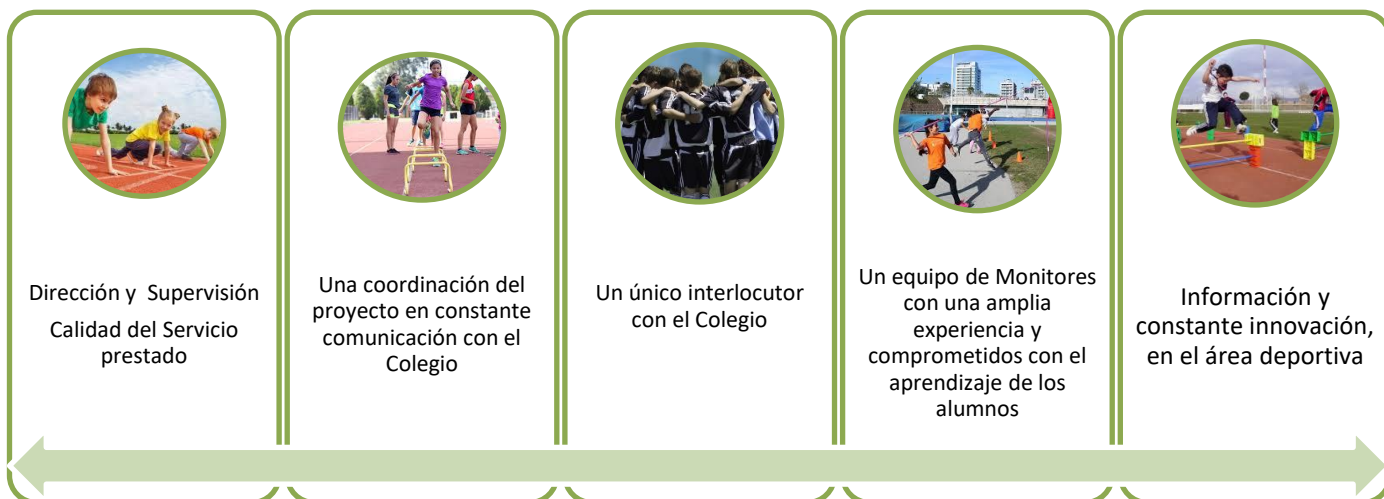 Dirección y Supervisión
Calidad del Servicio
prestado
Una coordinación del
proyecto en constante
comunicación con el
Colegio
Un único interlocutor
con el Colegio
Un equipo de Monitores
con una amplia
experiencia y
comprometidos con el
aprendizaje de los
alumnos
Información y
constante innovación,
en el área deportiva